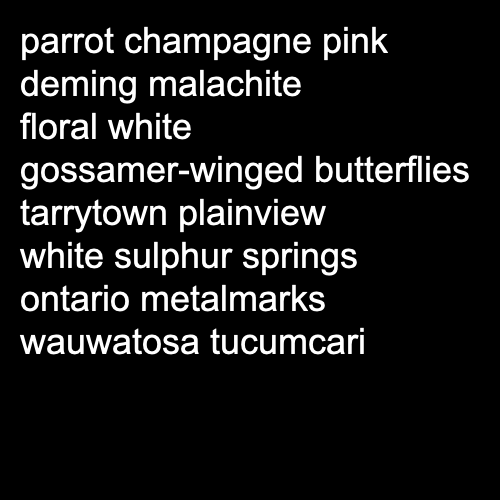 parrot champagne pink
deming malachite
floral white
gossamer-winged butterflies
tarrytown plainview
white sulphur springs
ontario metalmarks
wauwatosa tucumcari